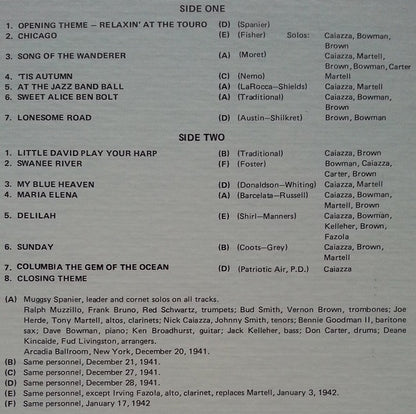 SIDE ONE
1. OPENING THEME – RELAXIN' AT THE TOURO (D) (Spanier)
2. CHICAGO (E) (Fisher) Solos: Caiazza, Bowman,
Brown
3. SONG OF THE WANDERER (A) (Moret) Caiazza, Martell,
Brown, Bowman, Carter
4. 'TIS AUTUMN (C) (Nemo) Martell
5. AT THE JAZZ BAND BALL (A) (LaRocca–Shields) Caiazza, Martell
6. SWEET ALICE BEN BOLT (A) (Traditional) Caiazza, Bowman,
Brown
7. LONESOME ROAD (D) (Austin–Shilkret) Brown, Bowman
SIDE TWO
1. LITTLE DAVID PLAY YOUR HARP (B) (Traditional) Caiazza, Brown
2. SWANEE RIVER (F) (Foster) Bowman, Caiazza,
Carter, Brown
3. MY BLUE HEAVEN (D) (Donaldson–Whiting) Caiazza, Martell
4. MARIA ELENA (A) (Barcelata–Russell) Caiazza, Bowman,
Martell, Brown
5. DELILAH (E) (Shirl–Manners) Caiazza, Bowman,
Kelleher, Brown,
Fazola
6. SUNDAY (B) (Coots–Grey) Caiazza, Brown,
Martell
7. COLUMBIA THE GEM OF THE OCEAN (D) (Patriotic Air, P.D.) Caiazza
8. CLOSING THEME
(A) Muggsy Spanier, leader and cornet solos on all tracks.
Ralph Muzzillo, Frank Bruno, Red Schwartz, trumpets; Bud Smith, Vernon Brown, trombones; Joe
Herde, Tony Martell, altos, clarinets; Nick Caiazza, Johnny Smith, tenors; Bennie Goodman II, baritone
sax; Dave Bowman, piano; Ken Broadhurst, guitar; Jack Kelleher, bass; Don Carter, drums; Deane
Kincaide, Fud Livingston, arrangers.
Arcadia Ballroom, New York, December 20, 1941.
(B) Same personnel, December 21, 1941.
(C) Same personnel, December 27, 1941.
(D) Same personnel, December 28, 1941.
(E) Same personnel, except Irving Fazola, alto, clarinet, replaces Martell, January 3, 1942.
(F) Same personnel, January 17, 1942